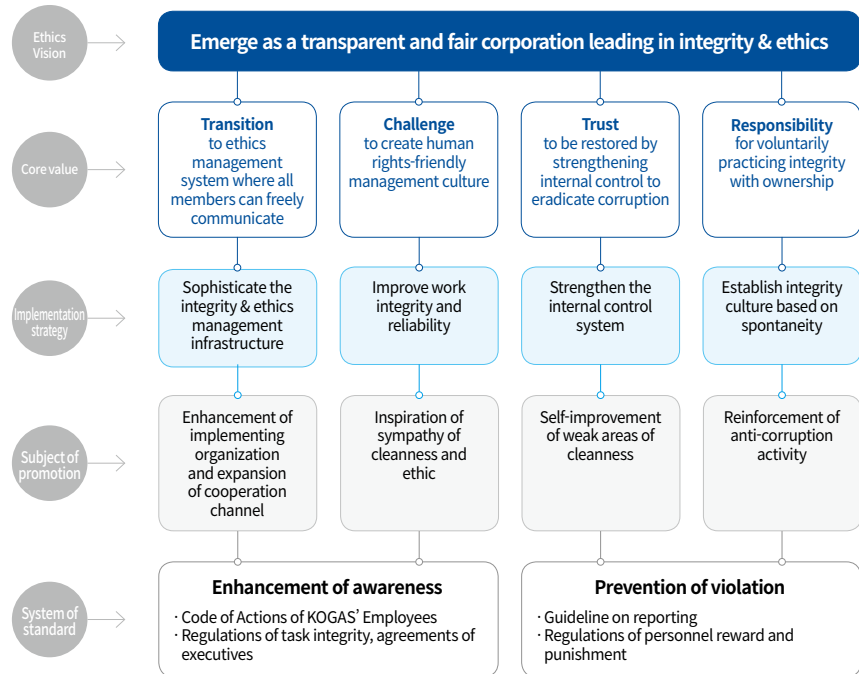 Ethics
Vision
Emerge as a transparent and fair corporation leading in integrity & ethics
Core value
Transition
to ethics
management
system where all
members can freely
communicate
Challenge
to create human
rights-friendly
management culture
Trust
to be restored by
strengthening
internal control to
eradicate corruption
Responsibility
for voluntarily
practicing integrity
with ownership
Implementation
strategy
Sophisticate the
integrity & ethics
management
infrastructure
Improve work
integrity and
reliability
Strengthen the
internal control
system
Establish integrity
culture based on
spontaneity
Subject of
promotion
Enhancement of
implementing
organization
and expansion
of cooperation
channel
Inspiration of
sympathy of
cleanness and
ethic
Self-improvement
of weak areas of
cleanness
Reinforcement of
anti-corruption
activity
System of
standard
Enhancement of awareness
· Code of Actions of KOGAS’ Employees
· Regulations of task integrity, agreements of
executives
Prevention of violation
· Guideline on reporting
· Regulations of personnel reward and
punishment